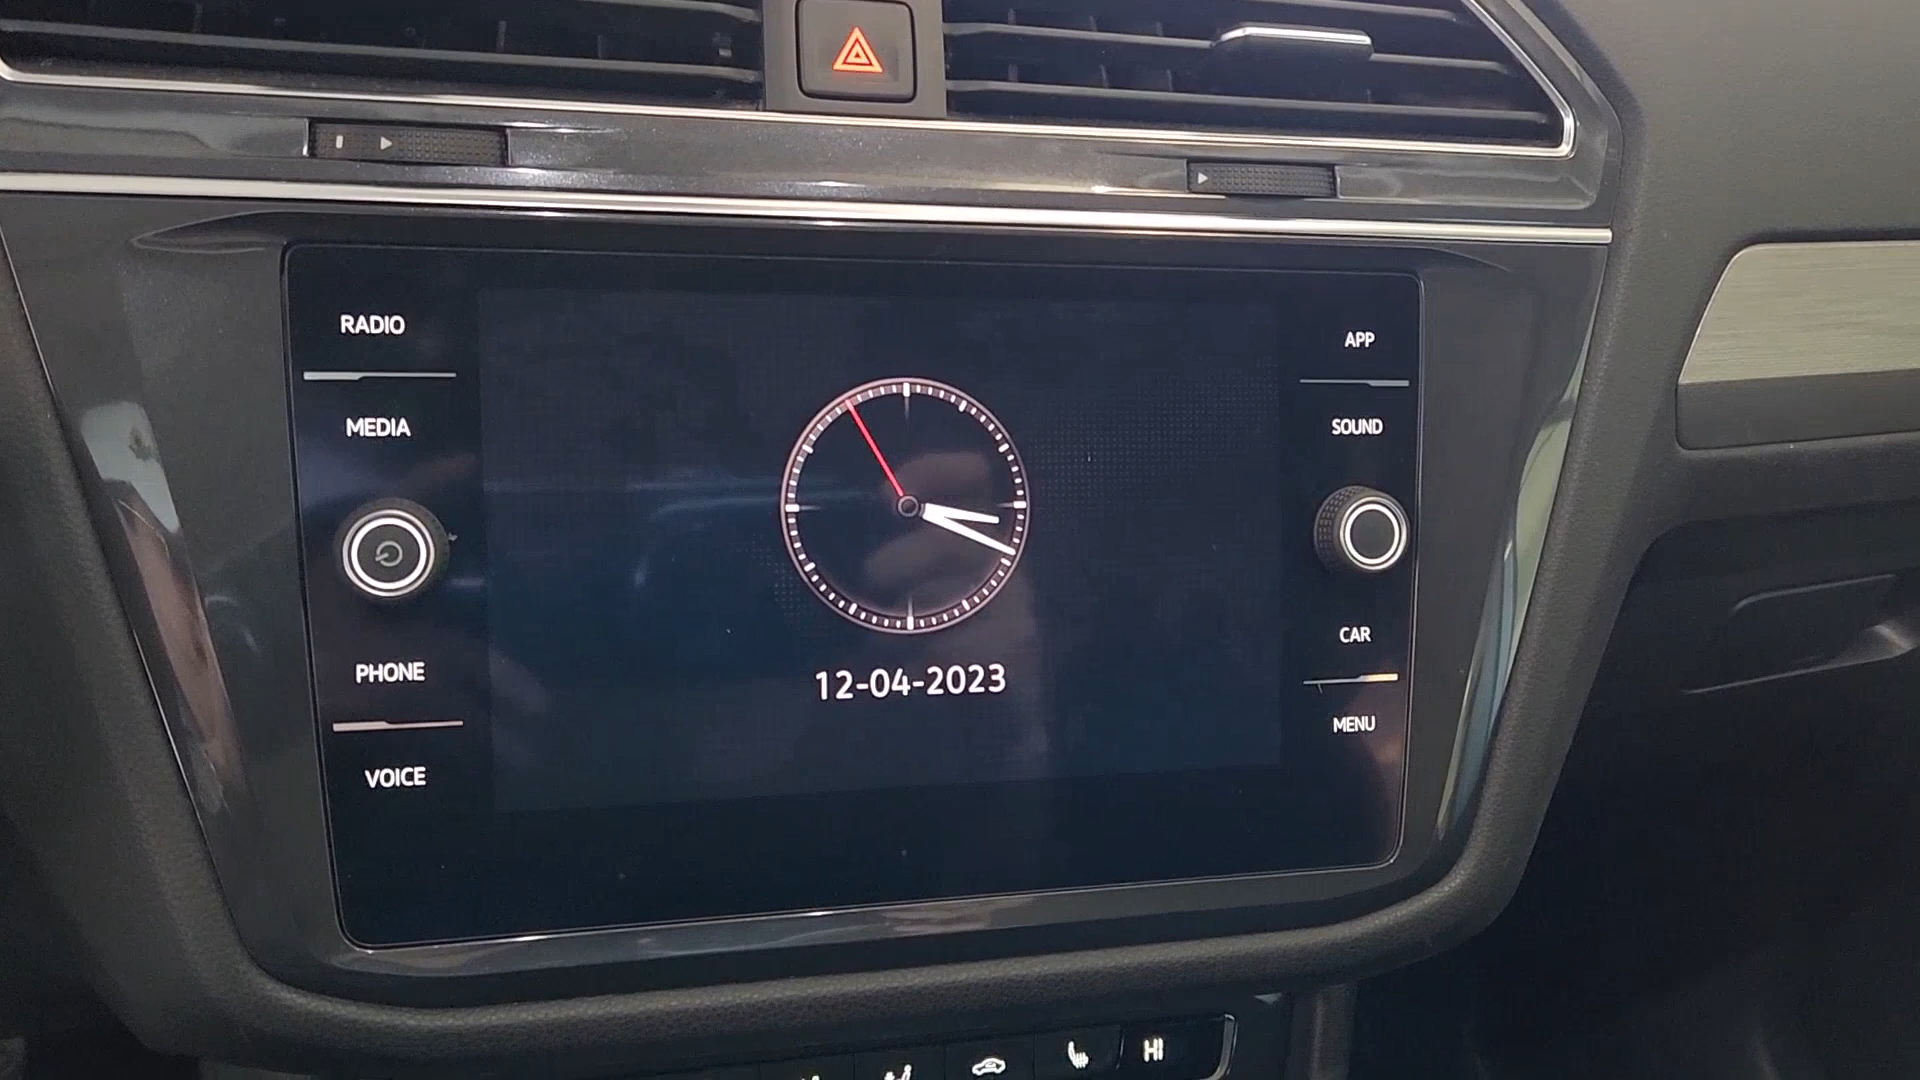 RADIO
MEDIA
PHONE
VOICE
12-04-2023
APP
SOUND
CAR
MENU
HI